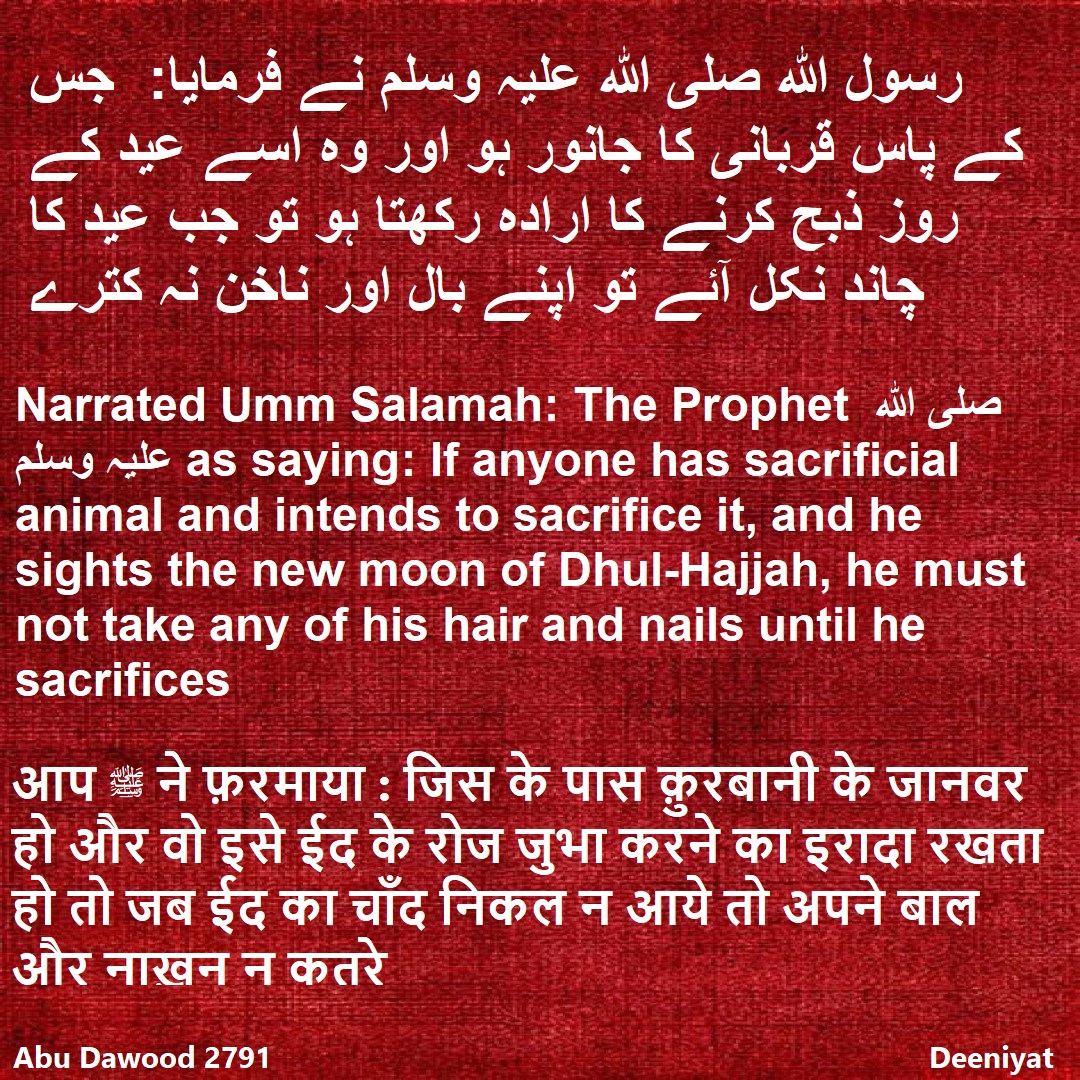 رسول اللہ صلی اللہ علیہ وسلم نے فرمایا: جس
کے پاس قربانی کا جانور ہو اور وہ اسے عید کے
روز ذبح کرنے کا ارادہ رکھتا ہو تو جب عید کا
چاند نکل آئے تو اپنے بال اور ناخن نہ کترے
Narrated Umm Salamah: The Prophet صلی اللہ
علیہ وسلم as saying: If anyone has sacrificial
animal and intends to sacrifice it, and he
sights the new moon of Dhul-Hajjah, he must
not take any of his hair and nails until he
sacrifices
आप ﷺ ने फ़रमाया : जिस के पास क़ुरबानी के जानवर
हो और वो इसे ईद के रोज जुभा करने का इरादा रखता
हो तो जब ईद का चाँद निकल न आये तो अपने बाल
और नाख़न न कतरे
Abu Dawood 2791
Deeniyat